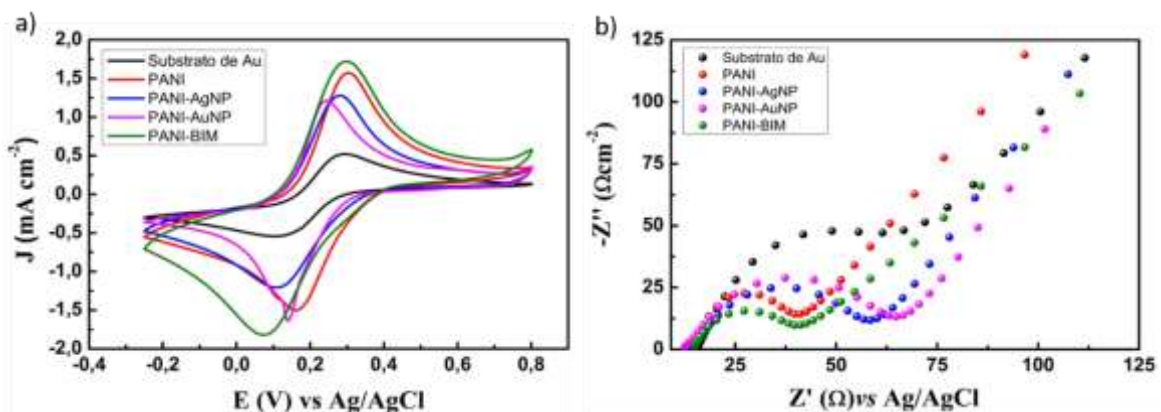 a)
2,0
1,5
1,0
0,5
0,0
-0,5
-1,0
-1,5
-2,0
J (mA cm⁻²)
Substrato de Au
PANI
PANI-AgNP
PANI-AuNP
PANI-BIM
-0,4 -0,2 0,0 0,2 0,4 0,6 0,8
E (V) vs Ag/AgCl
b)
125
100
75
50
25
0
-Z'' (Ωcm⁻²)
Substrato de Au
PANI
PANI-AgNP
PANI-AuNP
PANI-BIM
25 50 75 100 125
Z' (Ω)vs Ag/AgCl